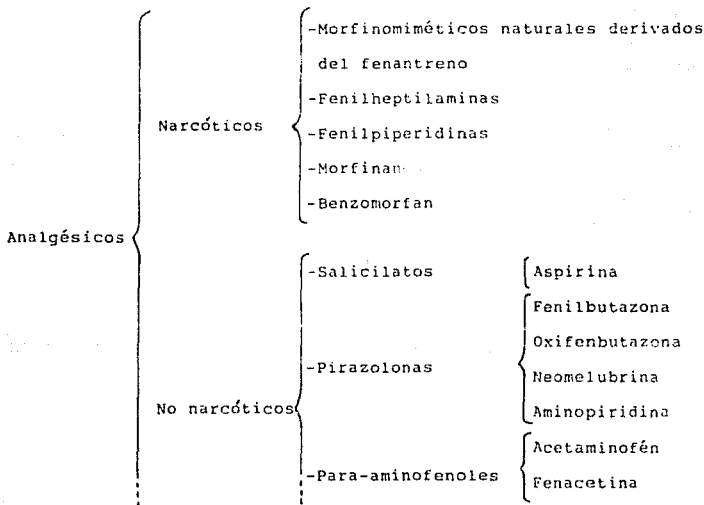 -Morfinomiméticos naturales derivados
del fenantreno
-Fenilheptilaminas
Narcóticos
-Fenilpiperidinas
-Morfinan
-Benzomorfan
Analgésicos
-Salicilatos
Aspirina
Fenilbutazona
Oxifenbutazona
-Pirazolonas
Neomelubrina
No narcóticos
Aminopiridina
Acetaminofén
-Para-aminofenoles
Fenacetina